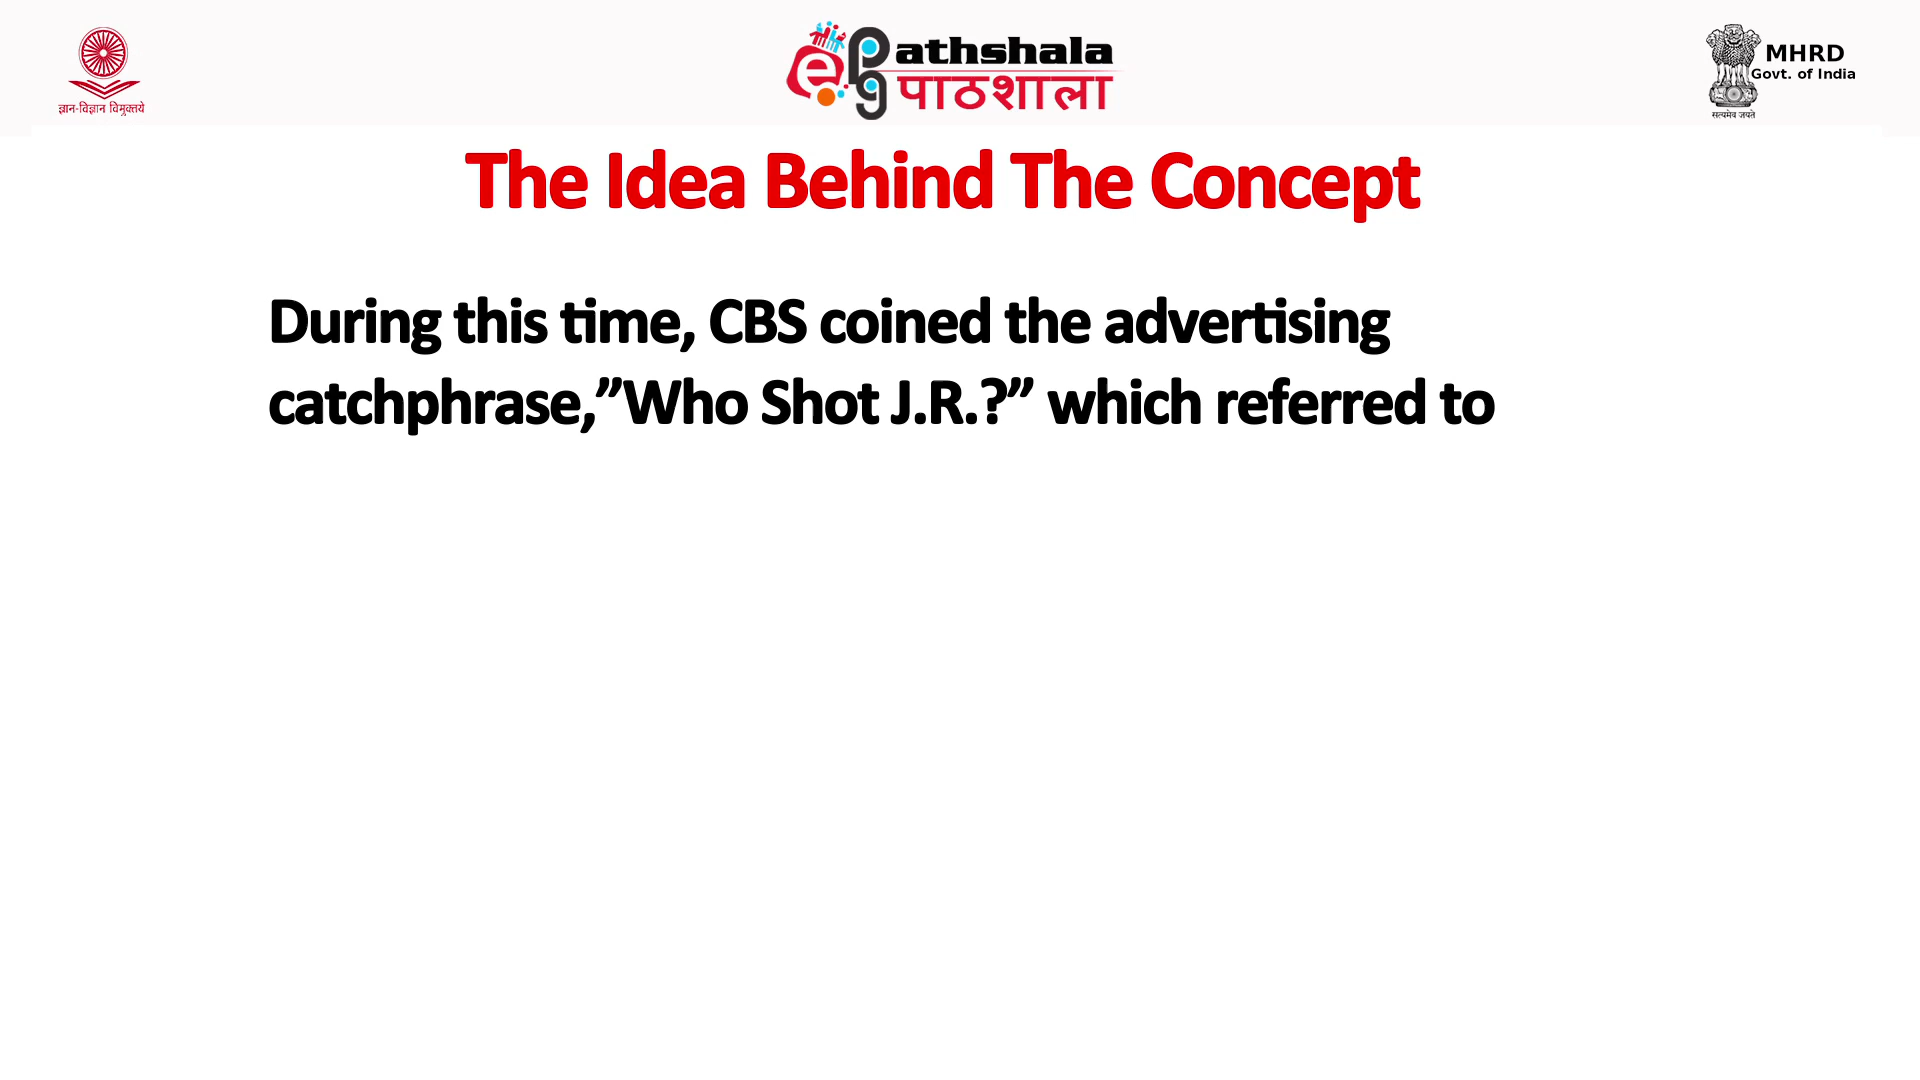 ज्ञान-विज्ञान विमुक्तये
ePGathshala
पाठशाला
MHRD
Govt. of India
सत्यमेव जयते
The Idea Behind The Concept
During this time, CBS coined the advertising
catchphrase,”Who Shot J.R.?” which referred to